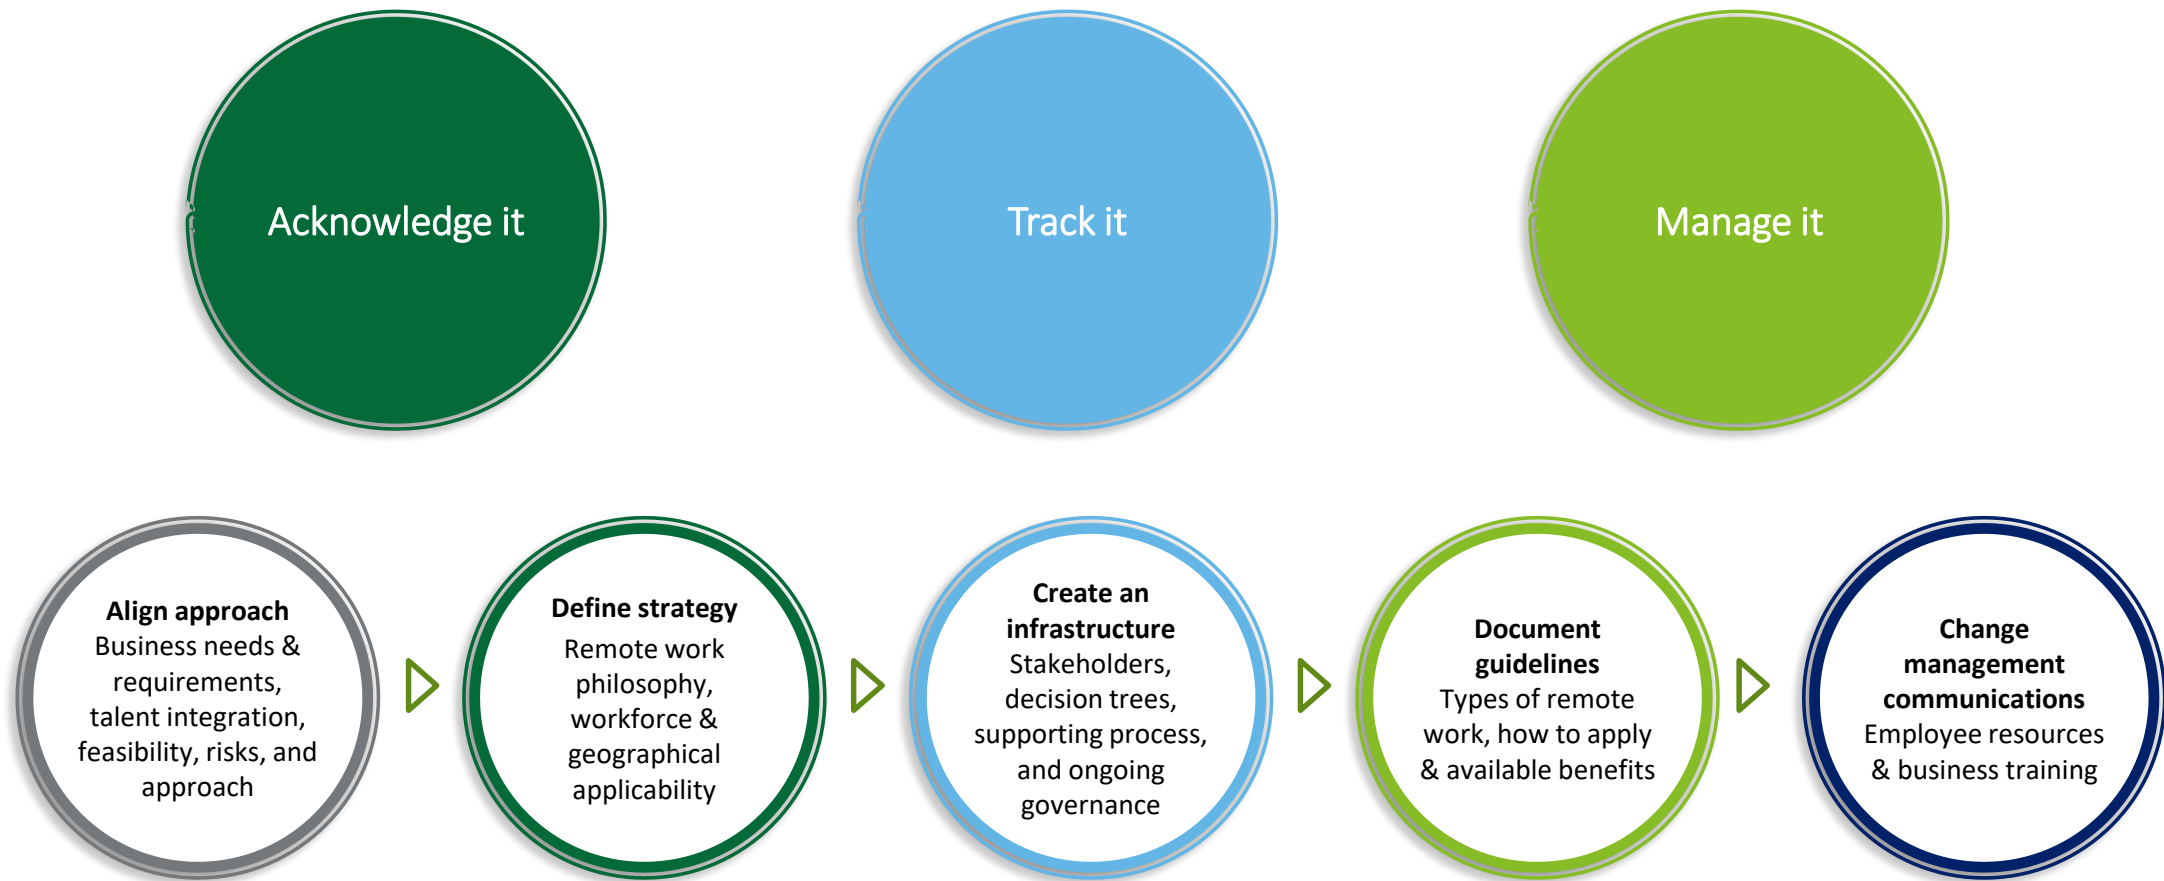 Acknowledge it
Track it
Manage it
Align approach
Business needs &
requirements,
talent integration,
feasibility, risks, and
approach
Define strategy
Remote work
philosophy,
workforce &
geographical
applicability
Create an
infrastructure
Stakeholders,
decision trees,
supporting process,
and ongoing
governance
Document
guidelines
Types of remote
work, how to apply
& available benefits
Change
management
communications
Employee resources
& business training